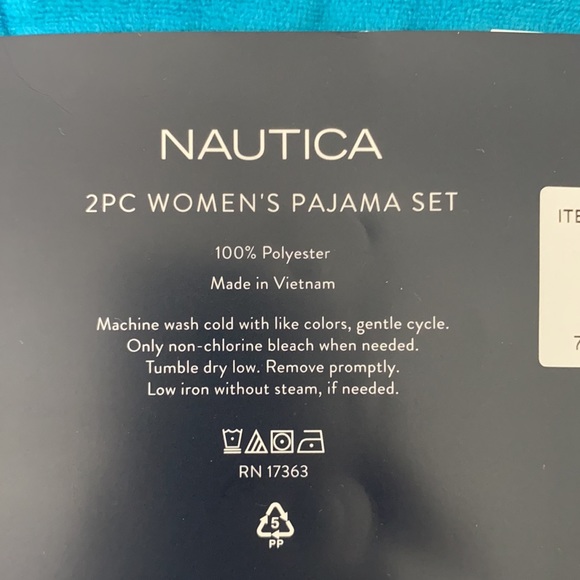 NAUTICA
2PC WOMEN'S PAJAMA SET
100% Polyester
Made in Vietnam
Machine wash cold with like colors, gentle cycle.
Only non-chlorine bleach when needed.
Tumble dry low. Remove promptly.
Low iron without steam, if needed.
RN 17363
5
PP
ITE
7